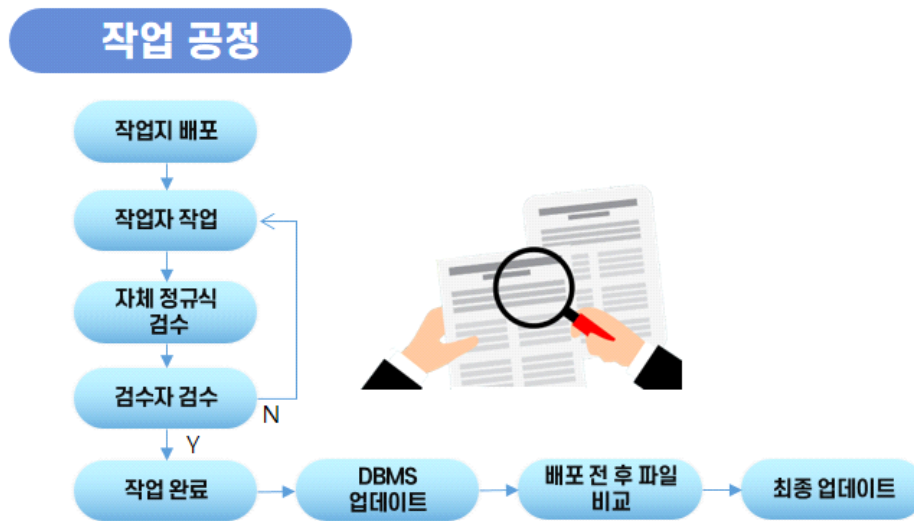 작업 공정
작업지 배포
작업자 작업
자체 정규식
검수
검수자 검수
N
Y
작업 완료
DBMS
업데이트
배포 전 후 파일
비교
최종 업데이트